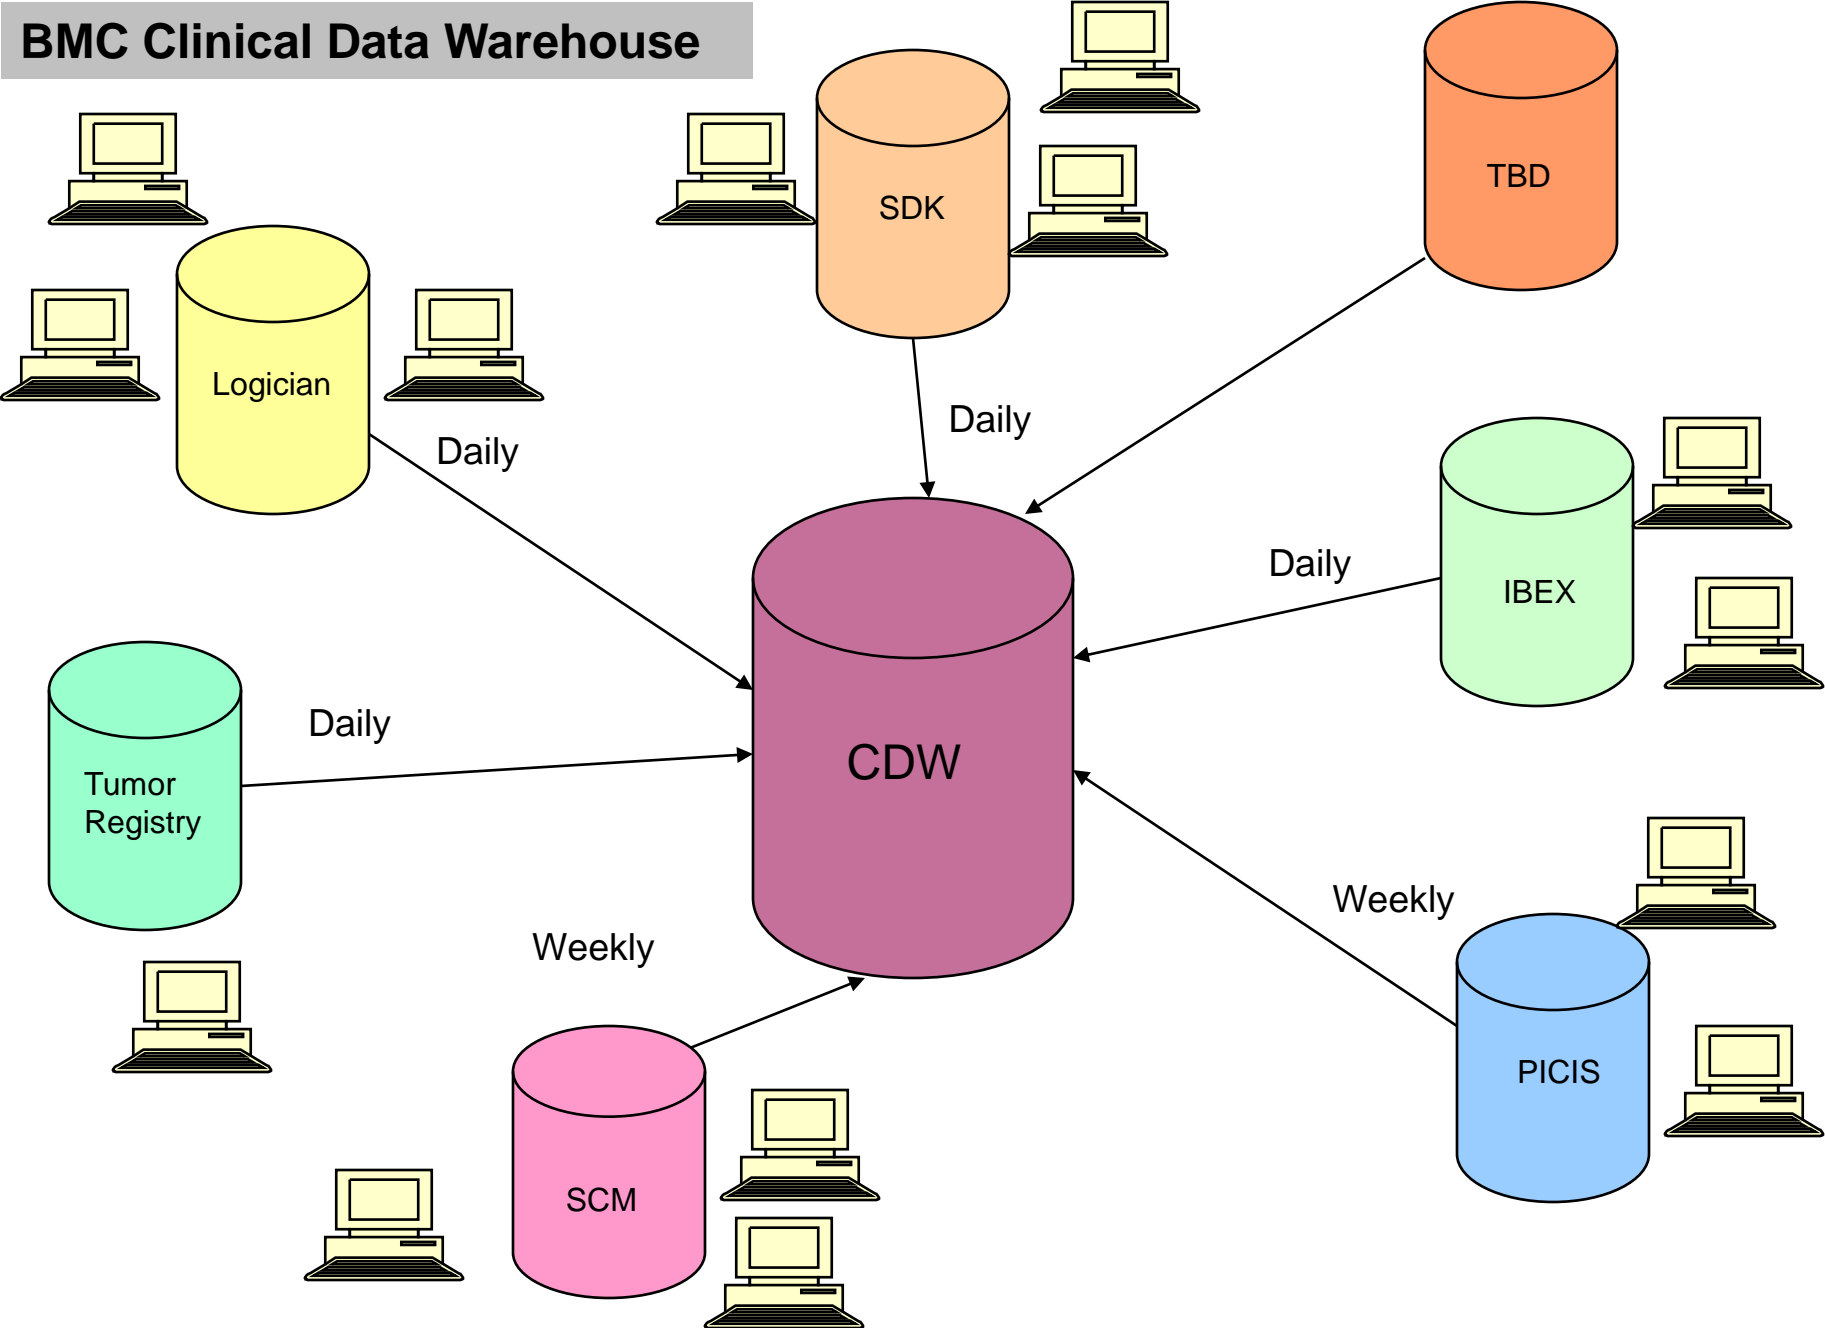 BMC Clinical Data Warehouse
SDK
TBD
Logician
Daily
Daily
Daily
IBEX
Daily
CDW
Tumor
Registry
Weekly
Weekly
PICIS
SCM